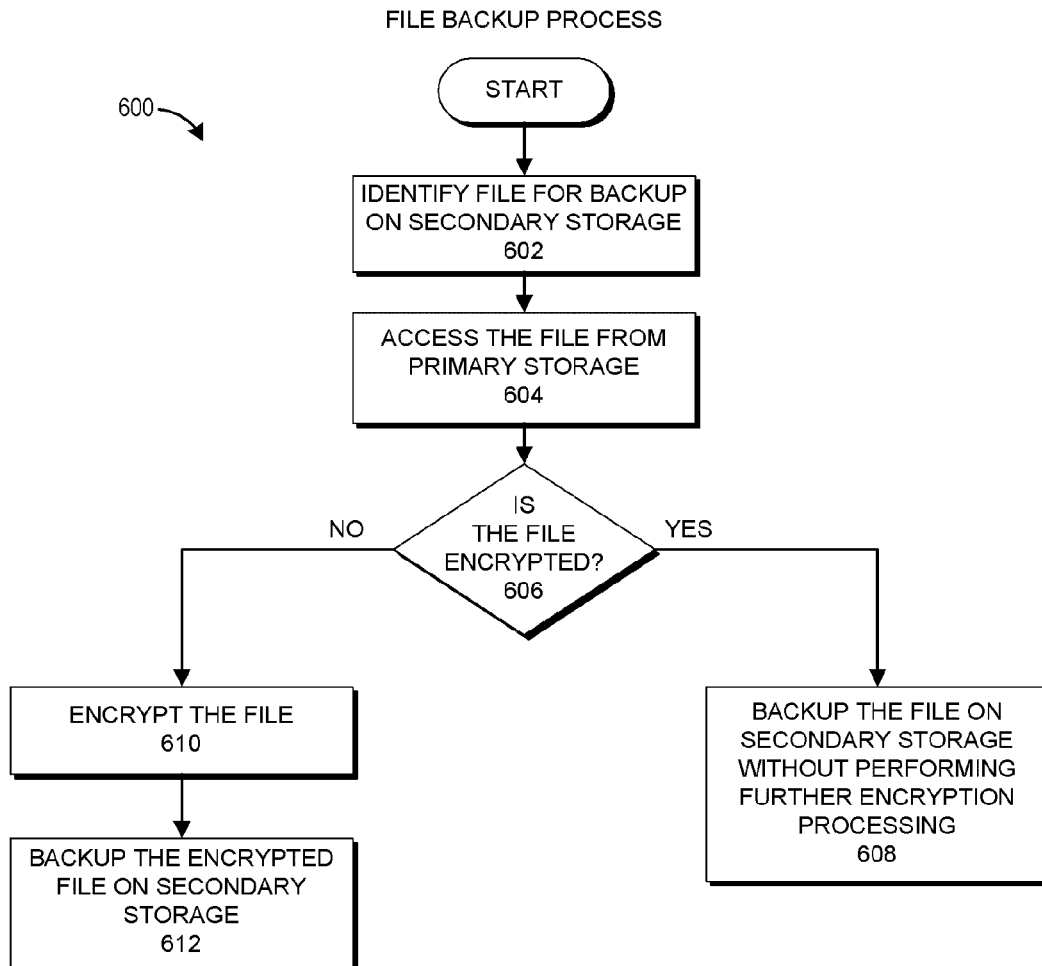 FILE BACKUP PROCESS
START
600
IDENTIFY FILE FOR BACKUP
ON SECONDARY STORAGE
602
ACCESS THE FILE FROM
PRIMARY STORAGE
604
IS
THE FILE
ENCRYPTED?
606
NO
YES
ENCRYPT THE FILE
610
BACKUP THE ENCRYPTED
FILE ON SECONDARY
STORAGE
612
BACKUP THE FILE ON
SECONDARY STORAGE
WITHOUT PERFORMING
FURTHER ENCRYPTION
PROCESSING
608